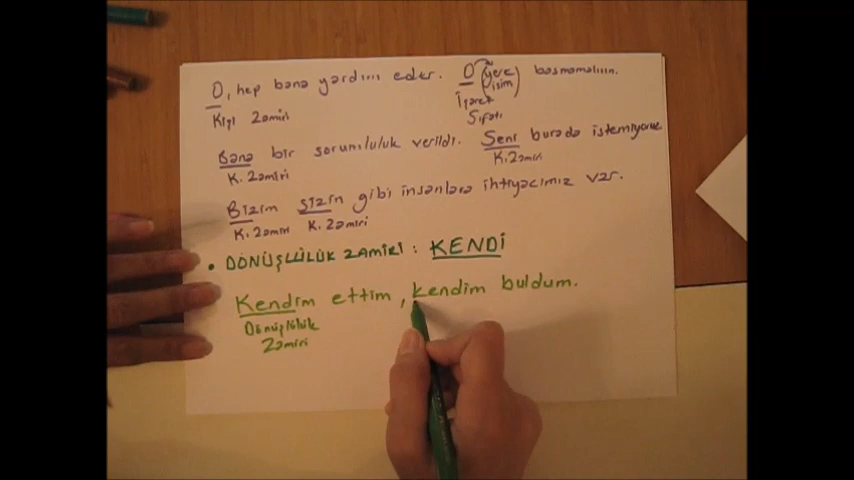 O, hep bana yardım eder. O (yere isim) basmamalısın.
Kişi Zamiri İşaret Sıfatı
Bana bir sorumluluk verildi. Seni burada istemiyoruz
K. Zamiri K. Zamiri
Bizim sizin gibi insanlara ihtiyacımız var.
K. Zamiri K. Zamiri
• DÖNÜŞLÜLÜK ZAMİRİ : KENDİ
Kendim ettim, kendim buldum.
Dönüşlülük
Zamiri